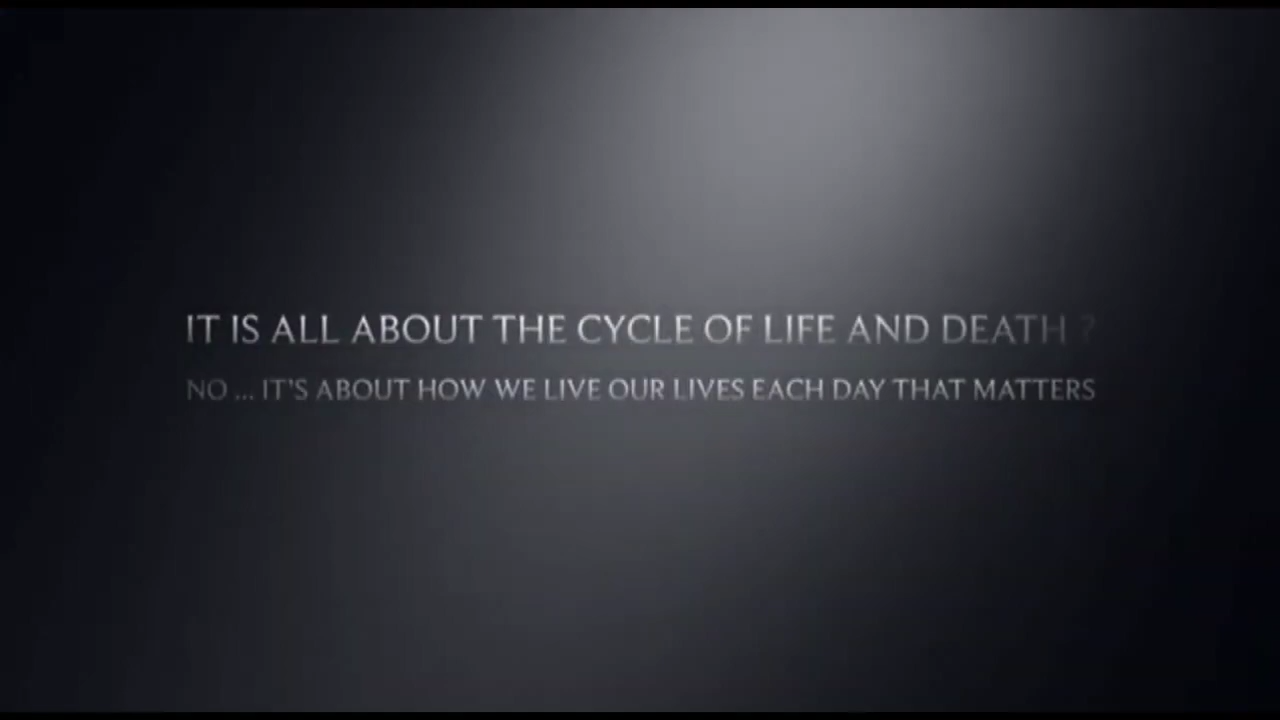 IT IS ALL ABOUT THE CYCLE OF LIFE AND DEATH ?
NO ... IT'S ABOUT HOW WE LIVE OUR LIVES EACH DAY THAT MATTERS